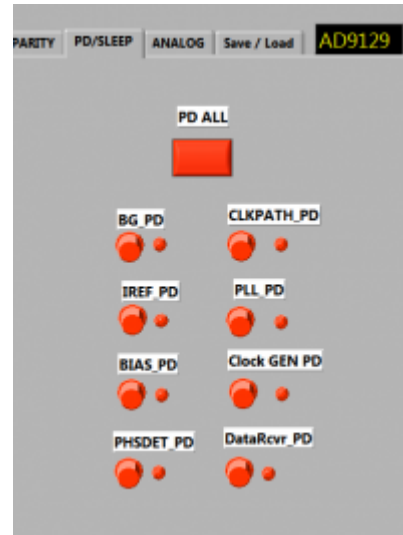 PARITY PD/SLEEP ANALOG Save / Load AD9129
PD ALL
BG_PD CLKPATH_PD
IREF_PD PLL_PD
BIAS_PD Clock GEN PD
PHSDET_PD DataRcvr_PD